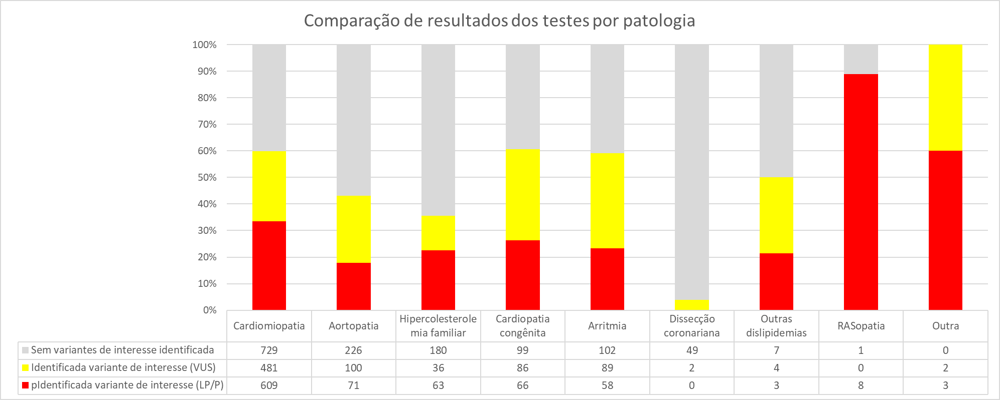 Comparação de resultados dos testes por patologia
100%
90%
80%
70%
60%
50%
40%
30%
20%
10%
0%
Cardiomiopatia
Aortopatia
Hipercolesterole
mia familiar
Cardiopatia
congênita
Arritmia
Dissecção
coronariana
Outras
dislipidemias
RASopatia
Outra
Sem variantes de interesse identificada 729 226 180 99 102 49 7 1 0
Identificada variante de interesse (VUS) 481 100 36 86 89 2 4 0 2
pIdentificada variante de interesse (LP/P) 609 71 63 66 58 0 3 8 3